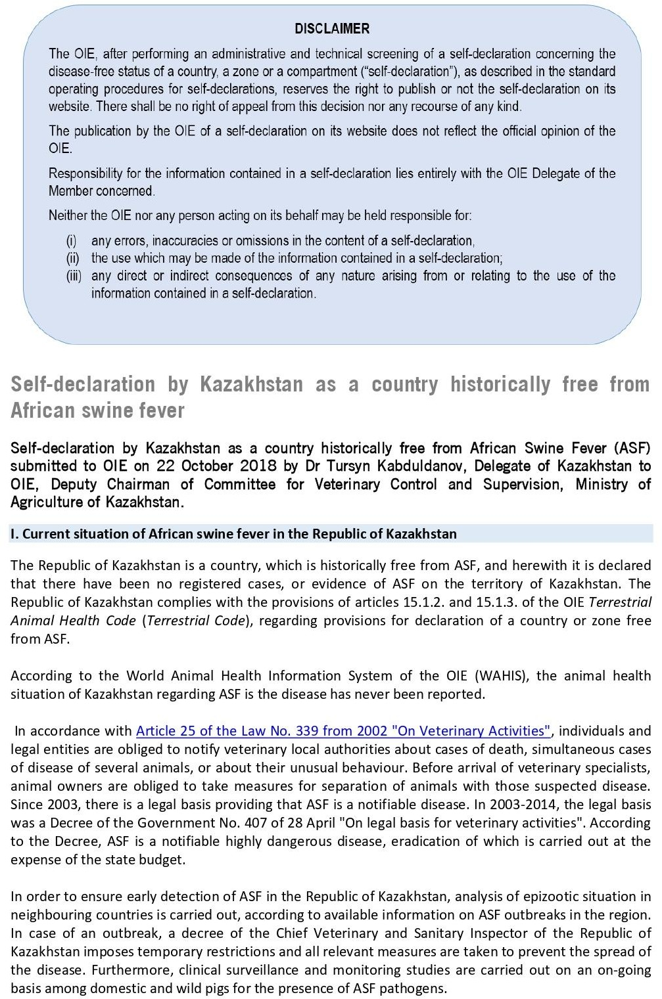 DISCLAIMER
The OIE, after performing an administrative and technical screening of a self-declaration concerning the
disease-free status of a country, a zone or a compartment (“self-declaration”), as described in the standard
operating procedures for self-declarations, reserves the right to publish or not the self-declaration on its
website. There shall be no right of appeal from this decision nor any recourse of any kind.
The publication by the OIE of a self-declaration on its website does not reflect the official opinion of the
OIE.
Responsibility for the information contained in a self-declaration lies entirely with the OIE Delegate of the
Member concerned.
Neither the OIE nor any person acting on its behalf may be held responsible for:
(i) any errors, inaccuracies or omissions in the content of a self-declaration,
(ii) the use which may be made of the information contained in a self-declaration;
(iii) any direct or indirect consequences of any nature arising from or relating to the use of the
information contained in a self-declaration.
Self-declaration by Kazakhstan as a country historically free from
African swine fever
Self-declaration by Kazakhstan as a country historically free from African Swine Fever (ASF)
submitted to OIE on 22 October 2018 by Dr Tursyn Kabduldanov, Delegate of Kazakhstan to
OIE, Deputy Chairman of Committee for Veterinary Control and Supervision, Ministry of
Agriculture of Kazakhstan.
I. Current situation of African swine fever in the Republic of Kazakhstan
The Republic of Kazakhstan is a country, which is historically free from ASF, and herewith it is declared
that there have been no registered cases, or evidence of ASF on the territory of Kazakhstan. The
Republic of Kazakhstan complies with the provisions of articles 15.1.2. and 15.1.3. of the OIE Terrestrial
Animal Health Code (Terrestrial Code), regarding provisions for declaration of a country or zone free
from ASF.
According to the World Animal Health Information System of the OIE (WAHIS), the animal health
situation of Kazakhstan regarding ASF is the disease has never been reported.
In accordance with Article 25 of the Law No. 339 from 2002 "On Veterinary Activities", individuals and
legal entities are obliged to notify veterinary local authorities about cases of death, simultaneous cases
of disease of several animals, or about their unusual behaviour. Before arrival of veterinary specialists,
animal owners are obliged to take measures for separation of animals with those suspected disease.
Since 2003, there is a legal basis providing that ASF is a notifiable disease. In 2003-2014, the legal basis
was a Decree of the Government No. 407 of 28 April "On legal basis for veterinary activities". According
to the Decree, ASF is a notifiable highly dangerous disease, eradication of which is carried out at the
expense of the state budget.
In order to ensure early detection of ASF in the Republic of Kazakhstan, analysis of epizootic situation in
neighbouring countries is carried out, according to available information on ASF outbreaks in the region.
In case of an outbreak, a decree of the Chief Veterinary and Sanitary Inspector of the Republic of
Kazakhstan imposes temporary restrictions and all relevant measures are taken to prevent the spread of
the disease. Furthermore, clinical surveillance and monitoring studies are carried out on an on-going
basis among domestic and wild pigs for the presence of ASF pathogens.